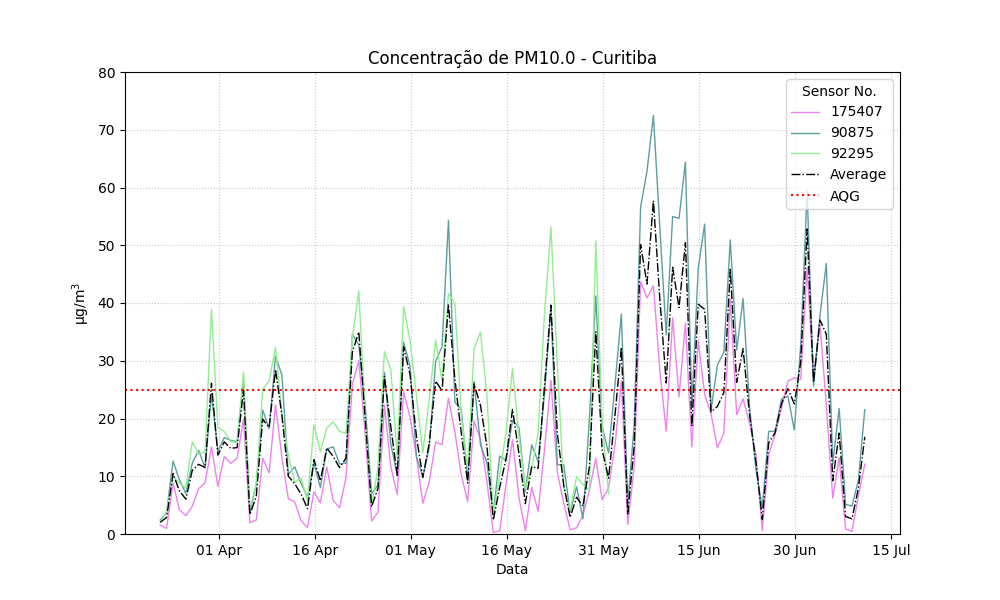 Concentração de PM10.0 - Curitiba
80
70
60
50
40
30
20
10
0
µg/m³
Sensor No.
175407
90875
92295
Average
AQG
01 Apr
16 Apr
01 May
16 May
31 May
15 Jun
30 Jun
15 Jul
Data